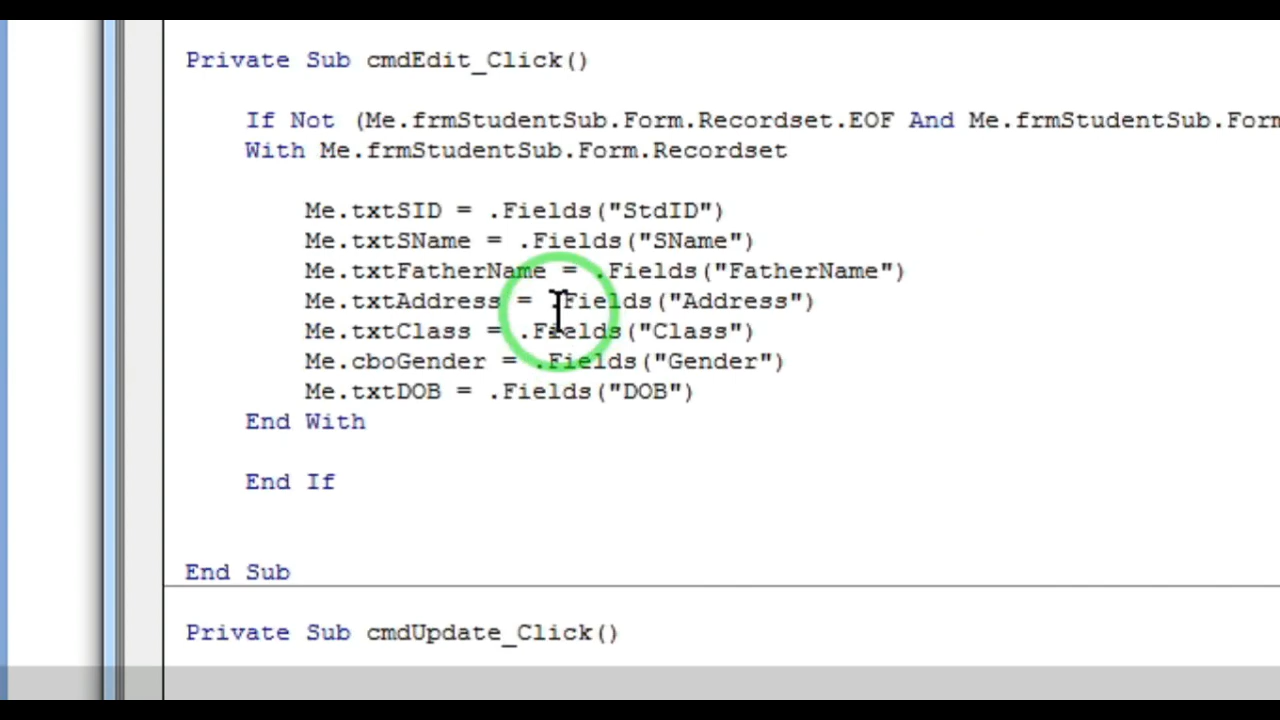 Private Sub cmdEdit_Click()
If Not (Me.frmStudentSub.Form.Recordset.EOF And Me.frmStudentSub.Form
With Me.frmStudentSub.Form.Recordset
Me.txtSID = .Fields("StdID")
Me.txtSName = .Fields("SName")
Me.txtFatherName = .Fields("FatherName")
Me.txtAddress = .Fields("Address")
Me.txtClass = .Fields("Class")
Me.cboGender = .Fields("Gender")
Me.txtDOB = .Fields("DOB")
End With
End If
End Sub
Private Sub cmdUpdate_Click()